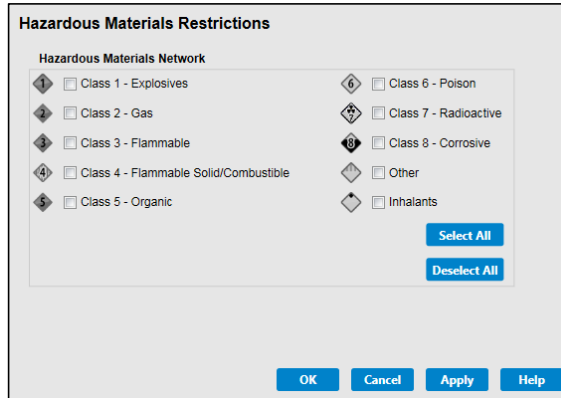 Hazardous Materials Restrictions
Hazardous Materials Network
1 Class 1 - Explosives
2 Class 2 - Gas
3 Class 3 - Flammable
4 Class 4 - Flammable Solid/Combustible
5 Class 5 - Organic
6 Class 6 - Poison
7 Class 7 - Radioactive
8 Class 8 - Corrosive
Other
Inhalants
Select All
Deselect All
OK Cancel Apply Help